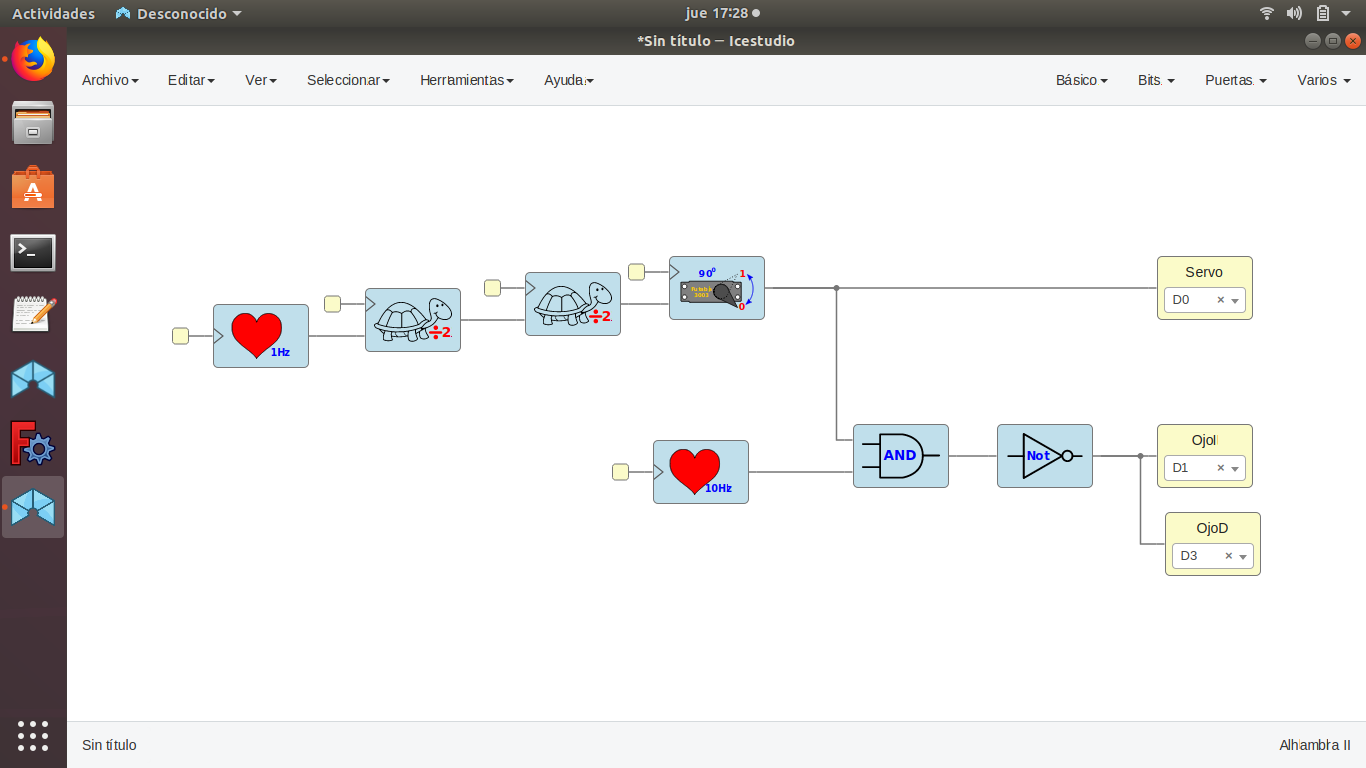 Actividades Desconocido jue 17:28
*Sin título – Icestudio
Archivo Editar Ver Seleccionar Herramientas Ayuda Básico Bits Puertas Varios
90º 1
Servo
÷2
÷2
0
D0 ×
1Hz
AND
Not
OjoI
D1 ×
10Hz
OjoD
D3 ×
Sin título Alhambra II